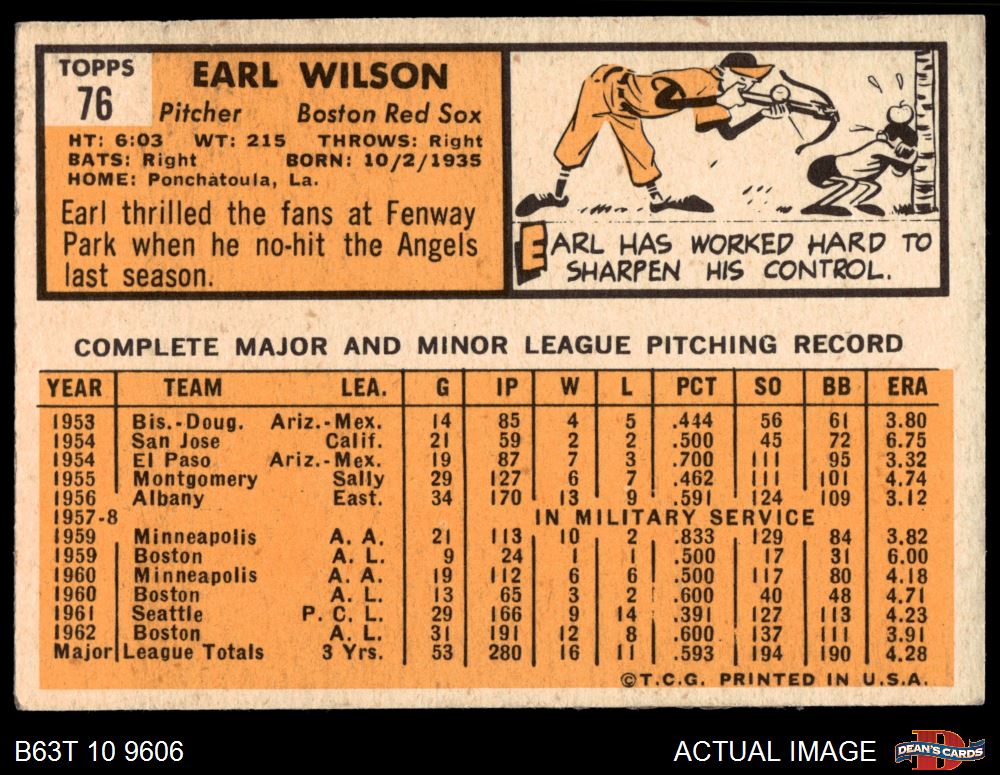 TOPPS
76
EARL WILSON
Pitcher Boston Red Sox
HT: 6:03 WT: 215 THROWS: Right
BATS: Right BORN: 10/2/1935
HOME: Ponchatoula, La.
Earl thrilled the fans at Fenway
Park when he no-hit the Angels
last season.
EARL HAS WORKED HARD TO
SHARPEN HIS CONTROL.
COMPLETE MAJOR AND MINOR LEAGUE PITCHING RECORD
YEAR TEAM LEA. G IP W L PCT SO BB ERA
1953 Bis.-Doug. Ariz.-Mex. 14 85 4 5 .444 56 61 3.80
1954 San Jose Calif. 21 59 2 2 .500 45 72 6.75
1954 El Paso Ariz.-Mex. 19 87 7 3 .700 111 95 3.32
1955 Montgomery Sally 29 127 6 7 .462 111 101 4.74
1956 Albany East. 34 170 13 9 .591 124 109 3.12
1957-8 IN MILITARY SERVICE
1959 Minneapolis A. A. 21 113 10 2 .833 129 84 3.82
1959 Boston A. L. 9 24 1 1 .500 17 31 6.00
1960 Minneapolis A. A. 19 112 6 6 .500 117 80 4.18
1960 Boston A. L. 13 65 3 2 .600 40 48 4.71
1961 Seattle P. C. L. 29 166 9 14 .391 127 113 4.23
1962 Boston A. L. 31 191 12 8 .600 137 111 3.91
Major League Totals 3 Yrs. 53 280 16 11 .593 194 190 4.28
©T.C.G. PRINTED IN U.S.A.
B63T 10 9606
ACTUAL IMAGE
DEAN'S CARDS